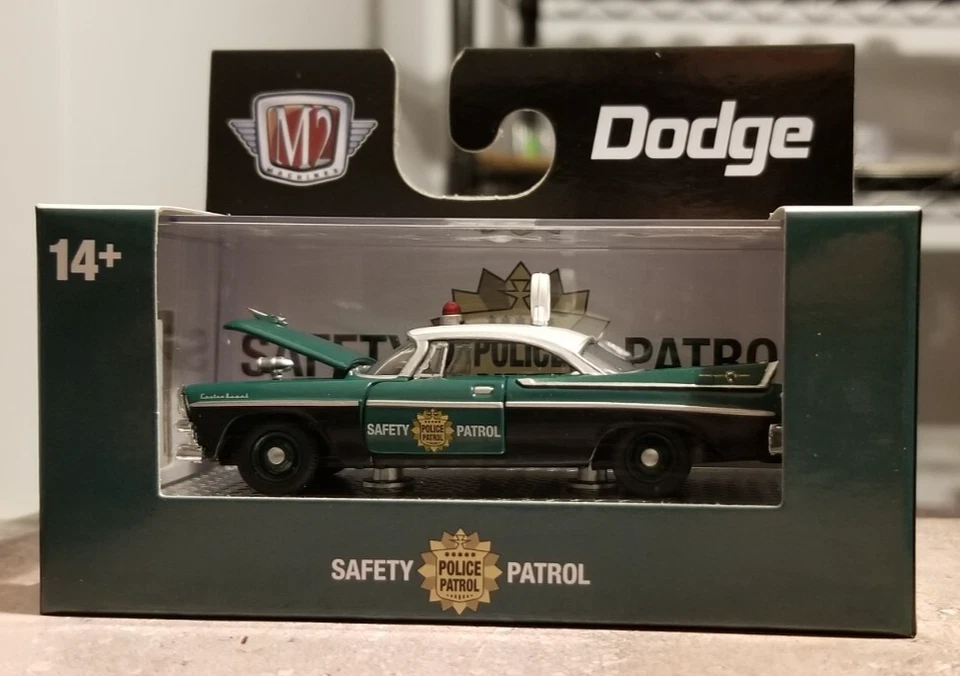 M2
MACHINES
Dodge
14+
SAFETY POLICE PATRO
SAFETY POLICE PATROL PATROL
SAFETY POLICE PATROL PATROL